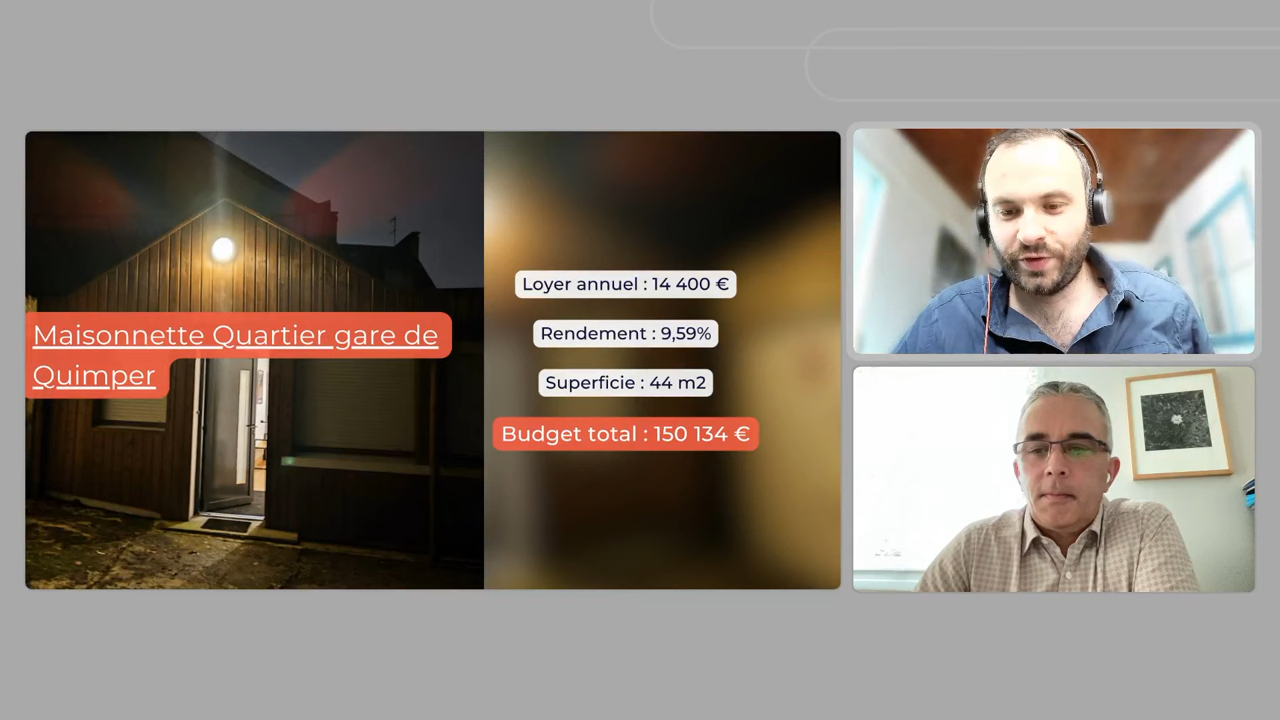 Maisonnette Quartier gare de
Quimper
Loyer annuel : 14 400 €
Rendement : 9,59%
Superficie : 44 m2
Budget total : 150 134 €